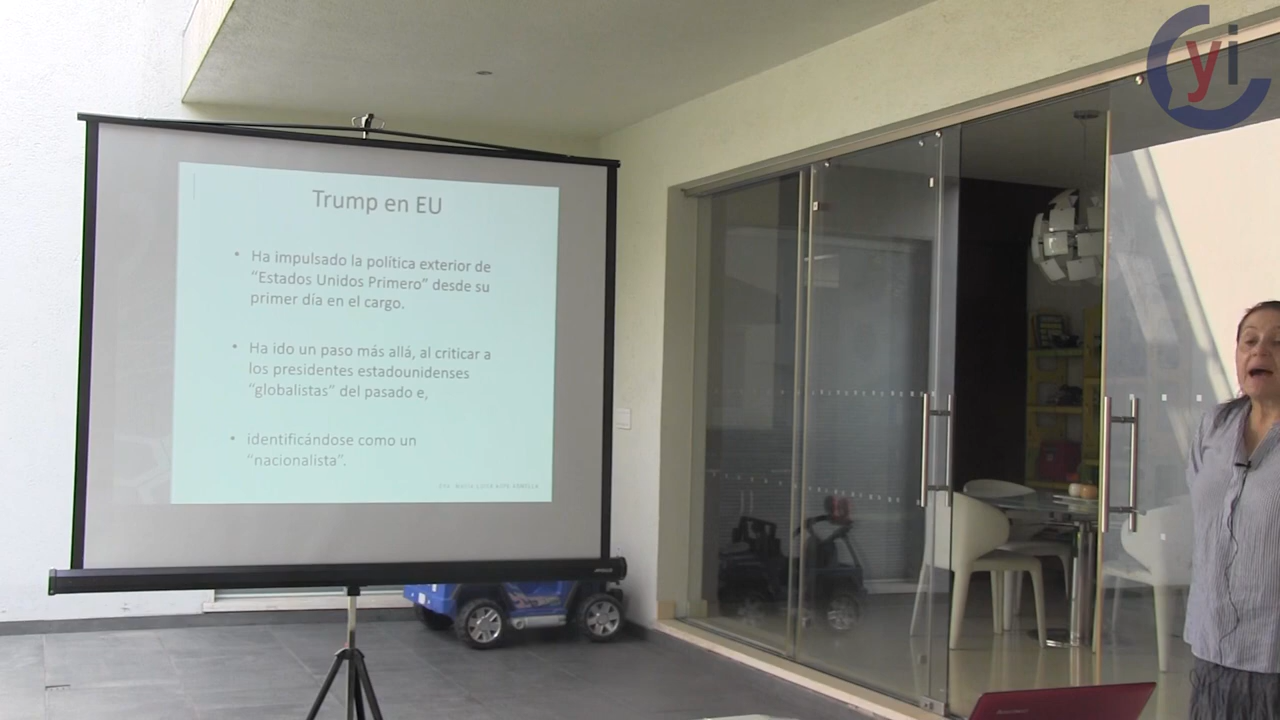 yi
Trump en EU
• Ha impulsado la política exterior de
“Estados Unidos Primero” desde su
primer día en el cargo.
• Ha ido un paso más allá, al criticar a
los presidentes estadounidenses
“globalistas” del pasado e,
• identificándose como un
“nacionalista”.